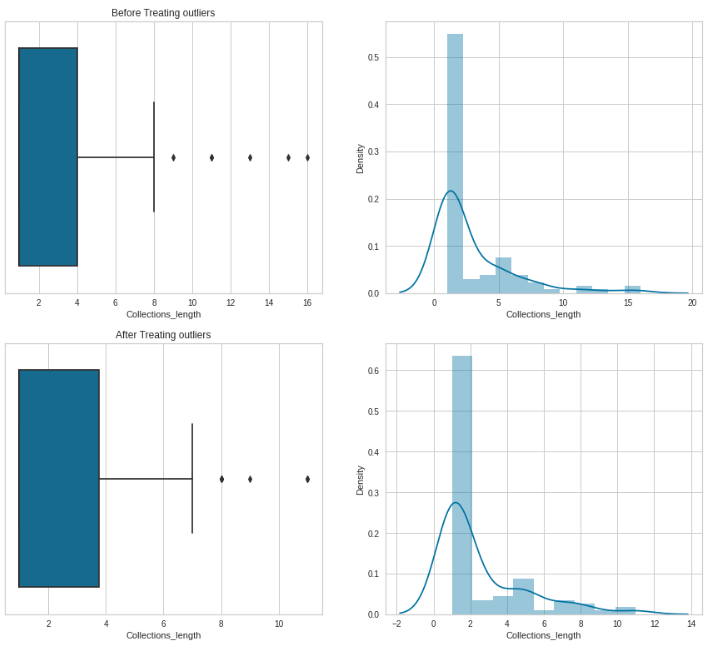 Before Treating outliers
2 4 6 8 10 12 14 16
Collections_length
0.5
0.4
0.3
0.2
0.1
0.0
Density
0 5 10 15 20
Collections_length
After Treating outliers
2 4 6 8 10
Collections_length
0.6
0.5
0.4
0.3
0.2
0.1
0.0
Density
−2 0 2 4 6 8 10 12 14
Collections_length